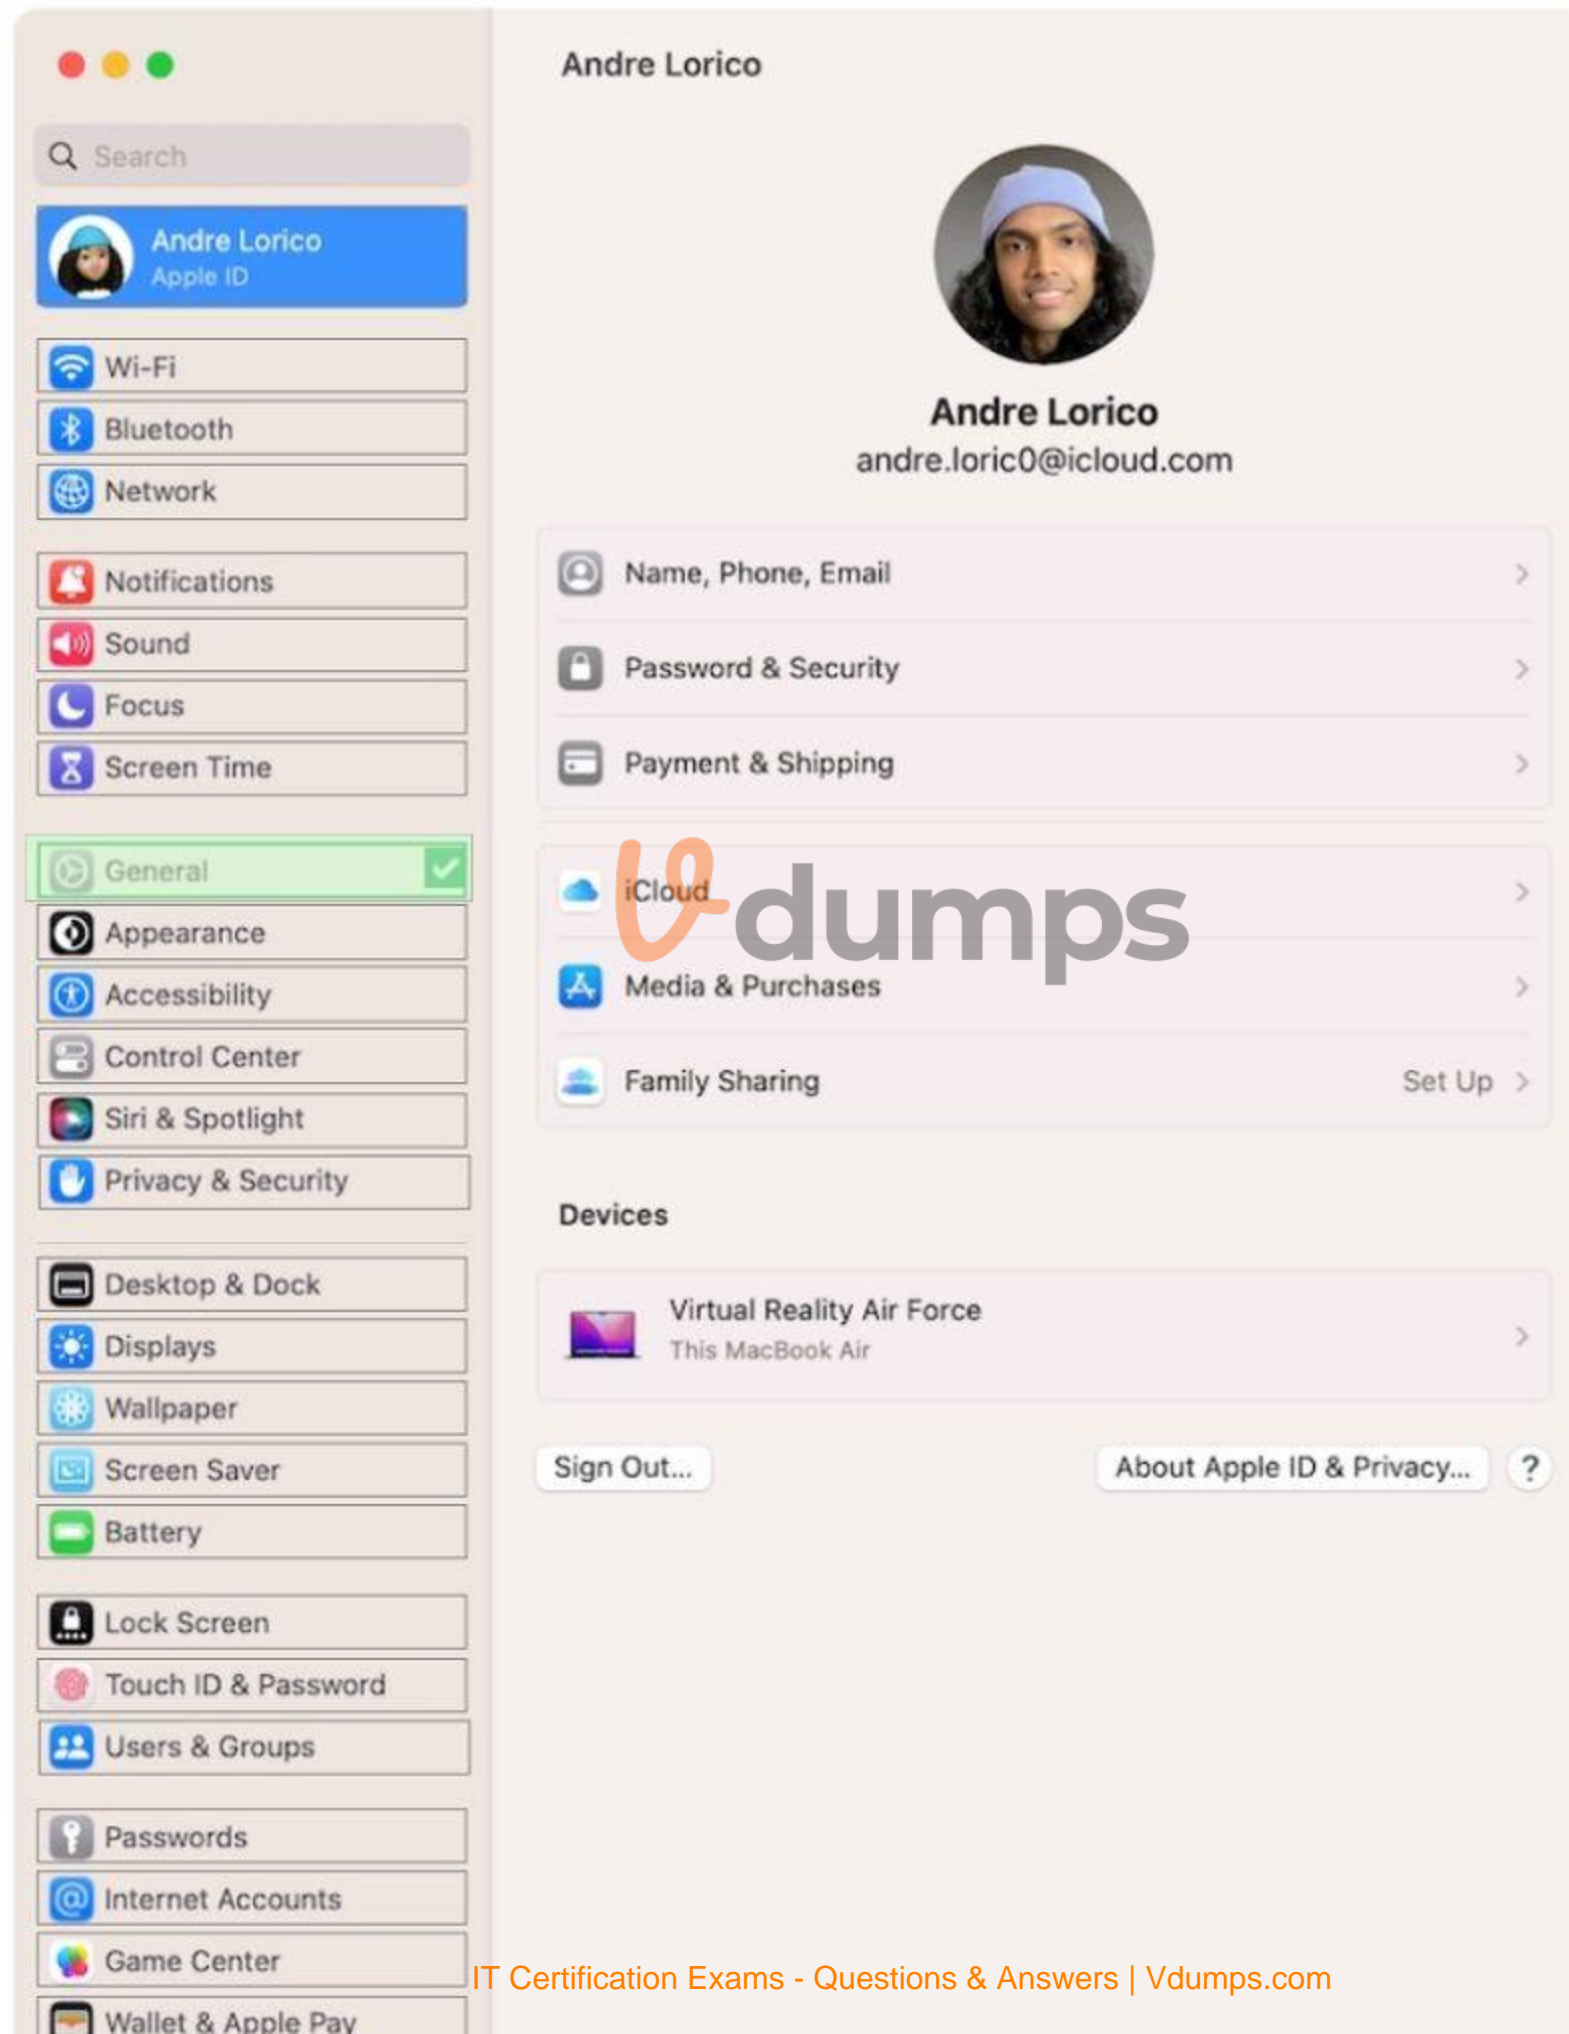 Andre Lorico
Search
Andre Lorico
Apple ID
Wi-Fi
Bluetooth
Network
Notifications
Sound
Focus
Screen Time
General
Appearance
Accessibility
Control Center
Siri & Spotlight
Privacy & Security
Desktop & Dock
Displays
Wallpaper
Screen Saver
Battery
Lock Screen
Touch ID & Password
Users & Groups
Passwords
Internet Accounts
Game Center
Wallet & Apple Pay
Andre Lorico
andre.loric0@icloud.com
Name, Phone, Email
Password & Security
Payment & Shipping
iCloud
Vdumps
Media & Purchases
Family Sharing Set Up
Devices
Virtual Reality Air Force
This MacBook Air
Sign Out... About Apple ID & Privacy... ?
IT Certification Exams - Questions & Answers | Vdumps.com